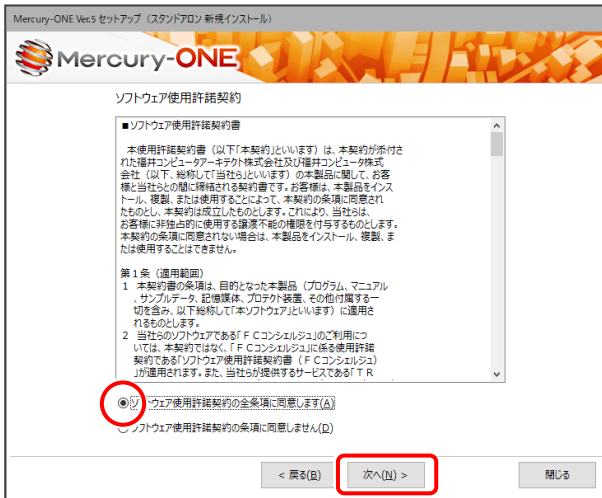 Mercury-ONE Ver.5 セットアップ（スタンドアロン 新規インストール）
Mercury-ONE
ソフトウェア使用許諾契約
■ソフトウェア使用許諾契約書
本使用許諾契約書（以下「本契約」といいます）は、本契約が添付さ
れた福井コンピュータアーキテクト株式会社及び福井コンピュータ株式
会社（以下、総称して「当社ら」といいます）の本製品に関して、お客
様と当社らとの間に締結される契約書です。お客様は、本製品をインス
トール、複製、または使用することによって、本契約の条項に同意され
たものとし、本契約は成立したものとします。これにより、当社らは、
お客様に非独占的に使用する譲渡不能の権限を付与するものとします。
本契約の条項に同意されない場合は、本製品をインストール、複製、ま
たは使用することはできません。
第１条（適用範囲）
１　本契約書の条項は、目的となった本製品（プログラム、マニュアル
、サンプルデータ、記憶媒体、プロテクト装置、その他付属する一
切を含み、以下総称して「本ソフトウェア」といいます）に適用さ
れるものとします。
２　当社らのソフトウェアである「ＦＣコンシェルジュ」のご利用につ
いては、本契約ではなく、「ＦＣコンシェルジュ」に係る使用許諾
契約である「ソフトウェア使用許諾契約書（ＦＣコンシェルジュ）
」が適用されます。また、当社らが提供するサービスである「ＴＲ
ソフトウェア使用許諾契約の全条項に同意します(A)
ソフトウェア使用許諾契約の条項に同意しません(D)
< 戻る(B)
次へ(N) >
閉じる